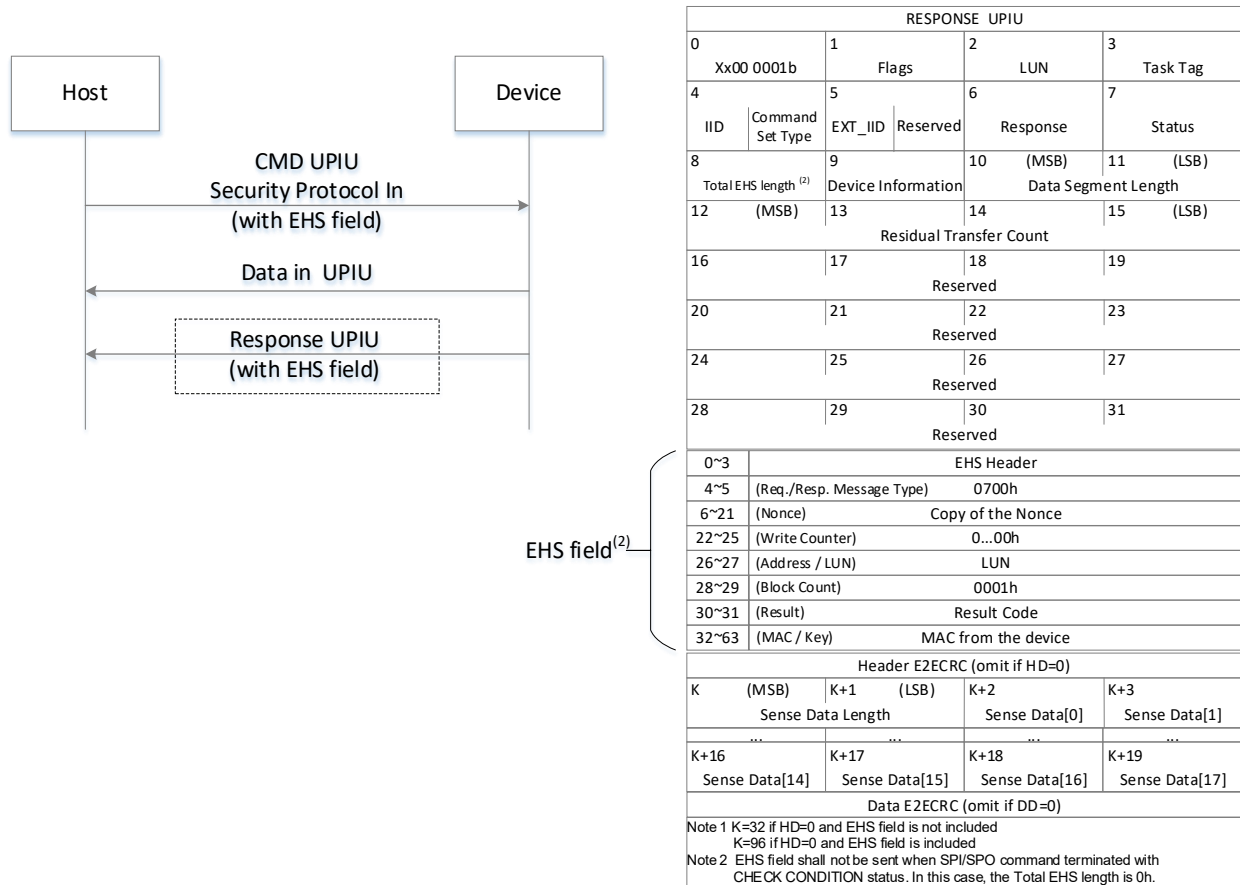 Host
Device
CMD UPIU
Security Protocol In
(with EHS field)
Data in UPIU
Response UPIU
(with EHS field)
RESPONSE UPIU
0 1 2 3
Xx00 0001b Flags LUN Task Tag
4 5 6 7
IID Command Set Type EXT_IID Reserved Response Status
8 9 10 (MSB) 11 (LSB)
Total EHS length (2) Device Information Data Segment Length
12 (MSB) 13 14 15 (LSB)
Residual Transfer Count
16 17 18 19
Reserved
20 21 22 23
Reserved
24 25 26 27
Reserved
28 29 30 31
Reserved
EHS field(2)
0~3 EHS Header
4~5 (Req./Resp. Message Type) 0700h
6~21 (Nonce) Copy of the Nonce
22~25 (Write Counter) 0...00h
26~27 (Address / LUN) LUN
28~29 (Block Count) 0001h
30~31 (Result) Result Code
32~63 (MAC / Key) MAC from the device
Header E2ECRC (omit if HD=0)
K (MSB) K+1 (LSB) K+2 K+3
Sense Data Length Sense Data[0] Sense Data[1]
... ... ... ...
K+16 K+17 K+18 K+19
Sense Data[14] Sense Data[15] Sense Data[16] Sense Data[17]
Data E2ECRC (omit if DD=0)
Note 1 K=32 if HD=0 and EHS field is not included
K=96 if HD=0 and EHS field is included
Note 2 EHS field shall not be sent when SPI/SPO command terminated with
CHECK CONDITION status. In this case, the Total EHS length is 0h.